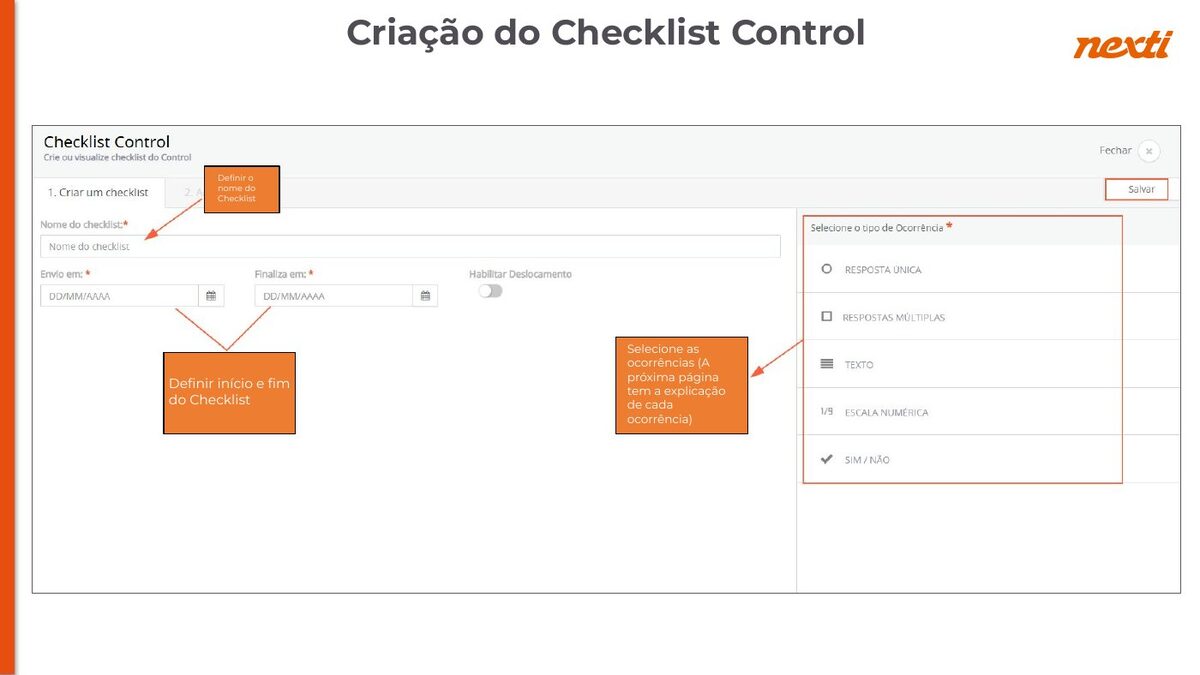 Criação do Checklist Control
nexti
Checklist Control
Crie ou visualize checklist do Control
Fechar
1. Criar um checklist
2. A
Definir o
nome do
Checklist
Salvar
Nome do checklist:*
Nome do checklist
Envio em: *
Finaliza em: *
Habilitar Deslocamento
DD/MM/AAAA
DD/MM/AAAA
Definir início e fim
do Checklist
Selecione as
ocorrências (A
próxima página
tem a explicação
de cada
ocorrência)
Selecione o tipo de Ocorrência *
RESPOSTA ÚNICA
RESPOSTAS MÚLTIPLAS
TEXTO
1/9 ESCALA NUMÉRICA
SIM / NÃO